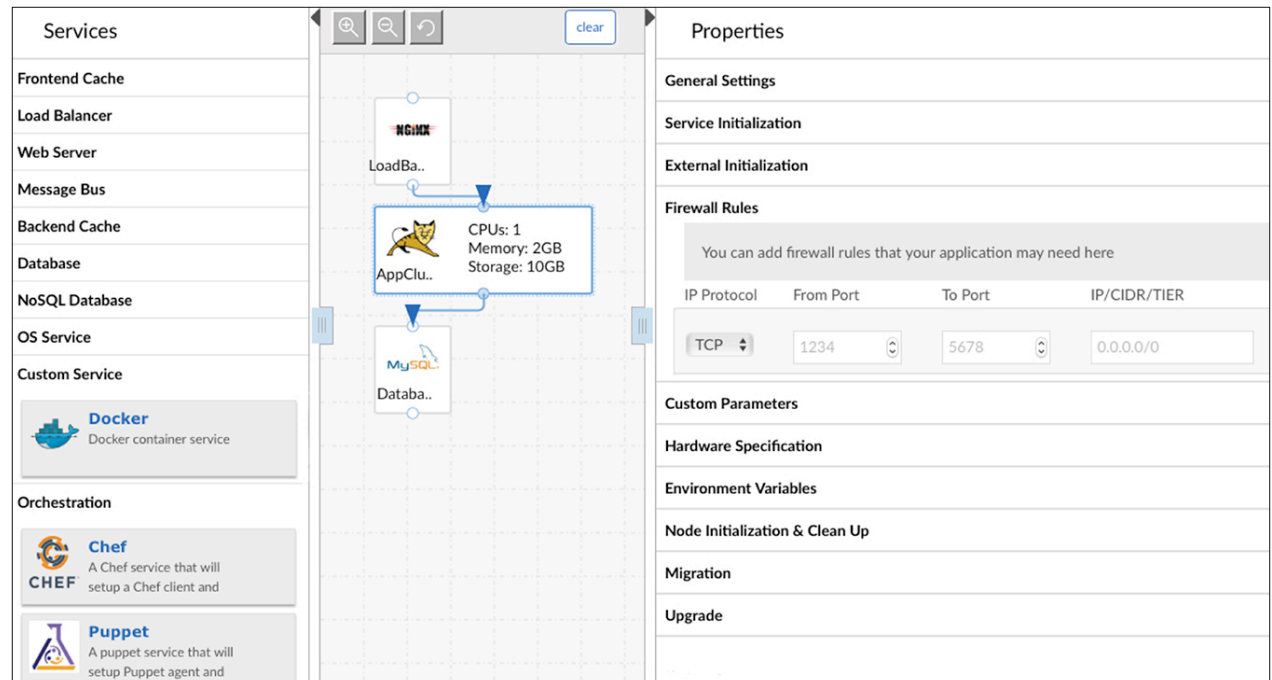 Services
Frontend Cache
Load Balancer
Web Server
Message Bus
Backend Cache
Database
NoSQL Database
OS Service
Custom Service
Docker
Docker container service
Orchestration
CHEF
Chef
A Chef service that will
setup a Chef client and
Puppet
A puppet service that will
setup Puppet agent and
clear
NGINX
LoadBa..
AppClu..
CPUs: 1
Memory: 2GB
Storage: 10GB
MySQL
Databa..
Properties
General Settings
Service Initialization
External Initialization
Firewall Rules
You can add firewall rules that your application may need here
IP Protocol From Port To Port IP/CIDR/TIER
TCP 1234 5678 0.0.0.0/0
Custom Parameters
Hardware Specification
Environment Variables
Node Initialization & Clean Up
Migration
Upgrade